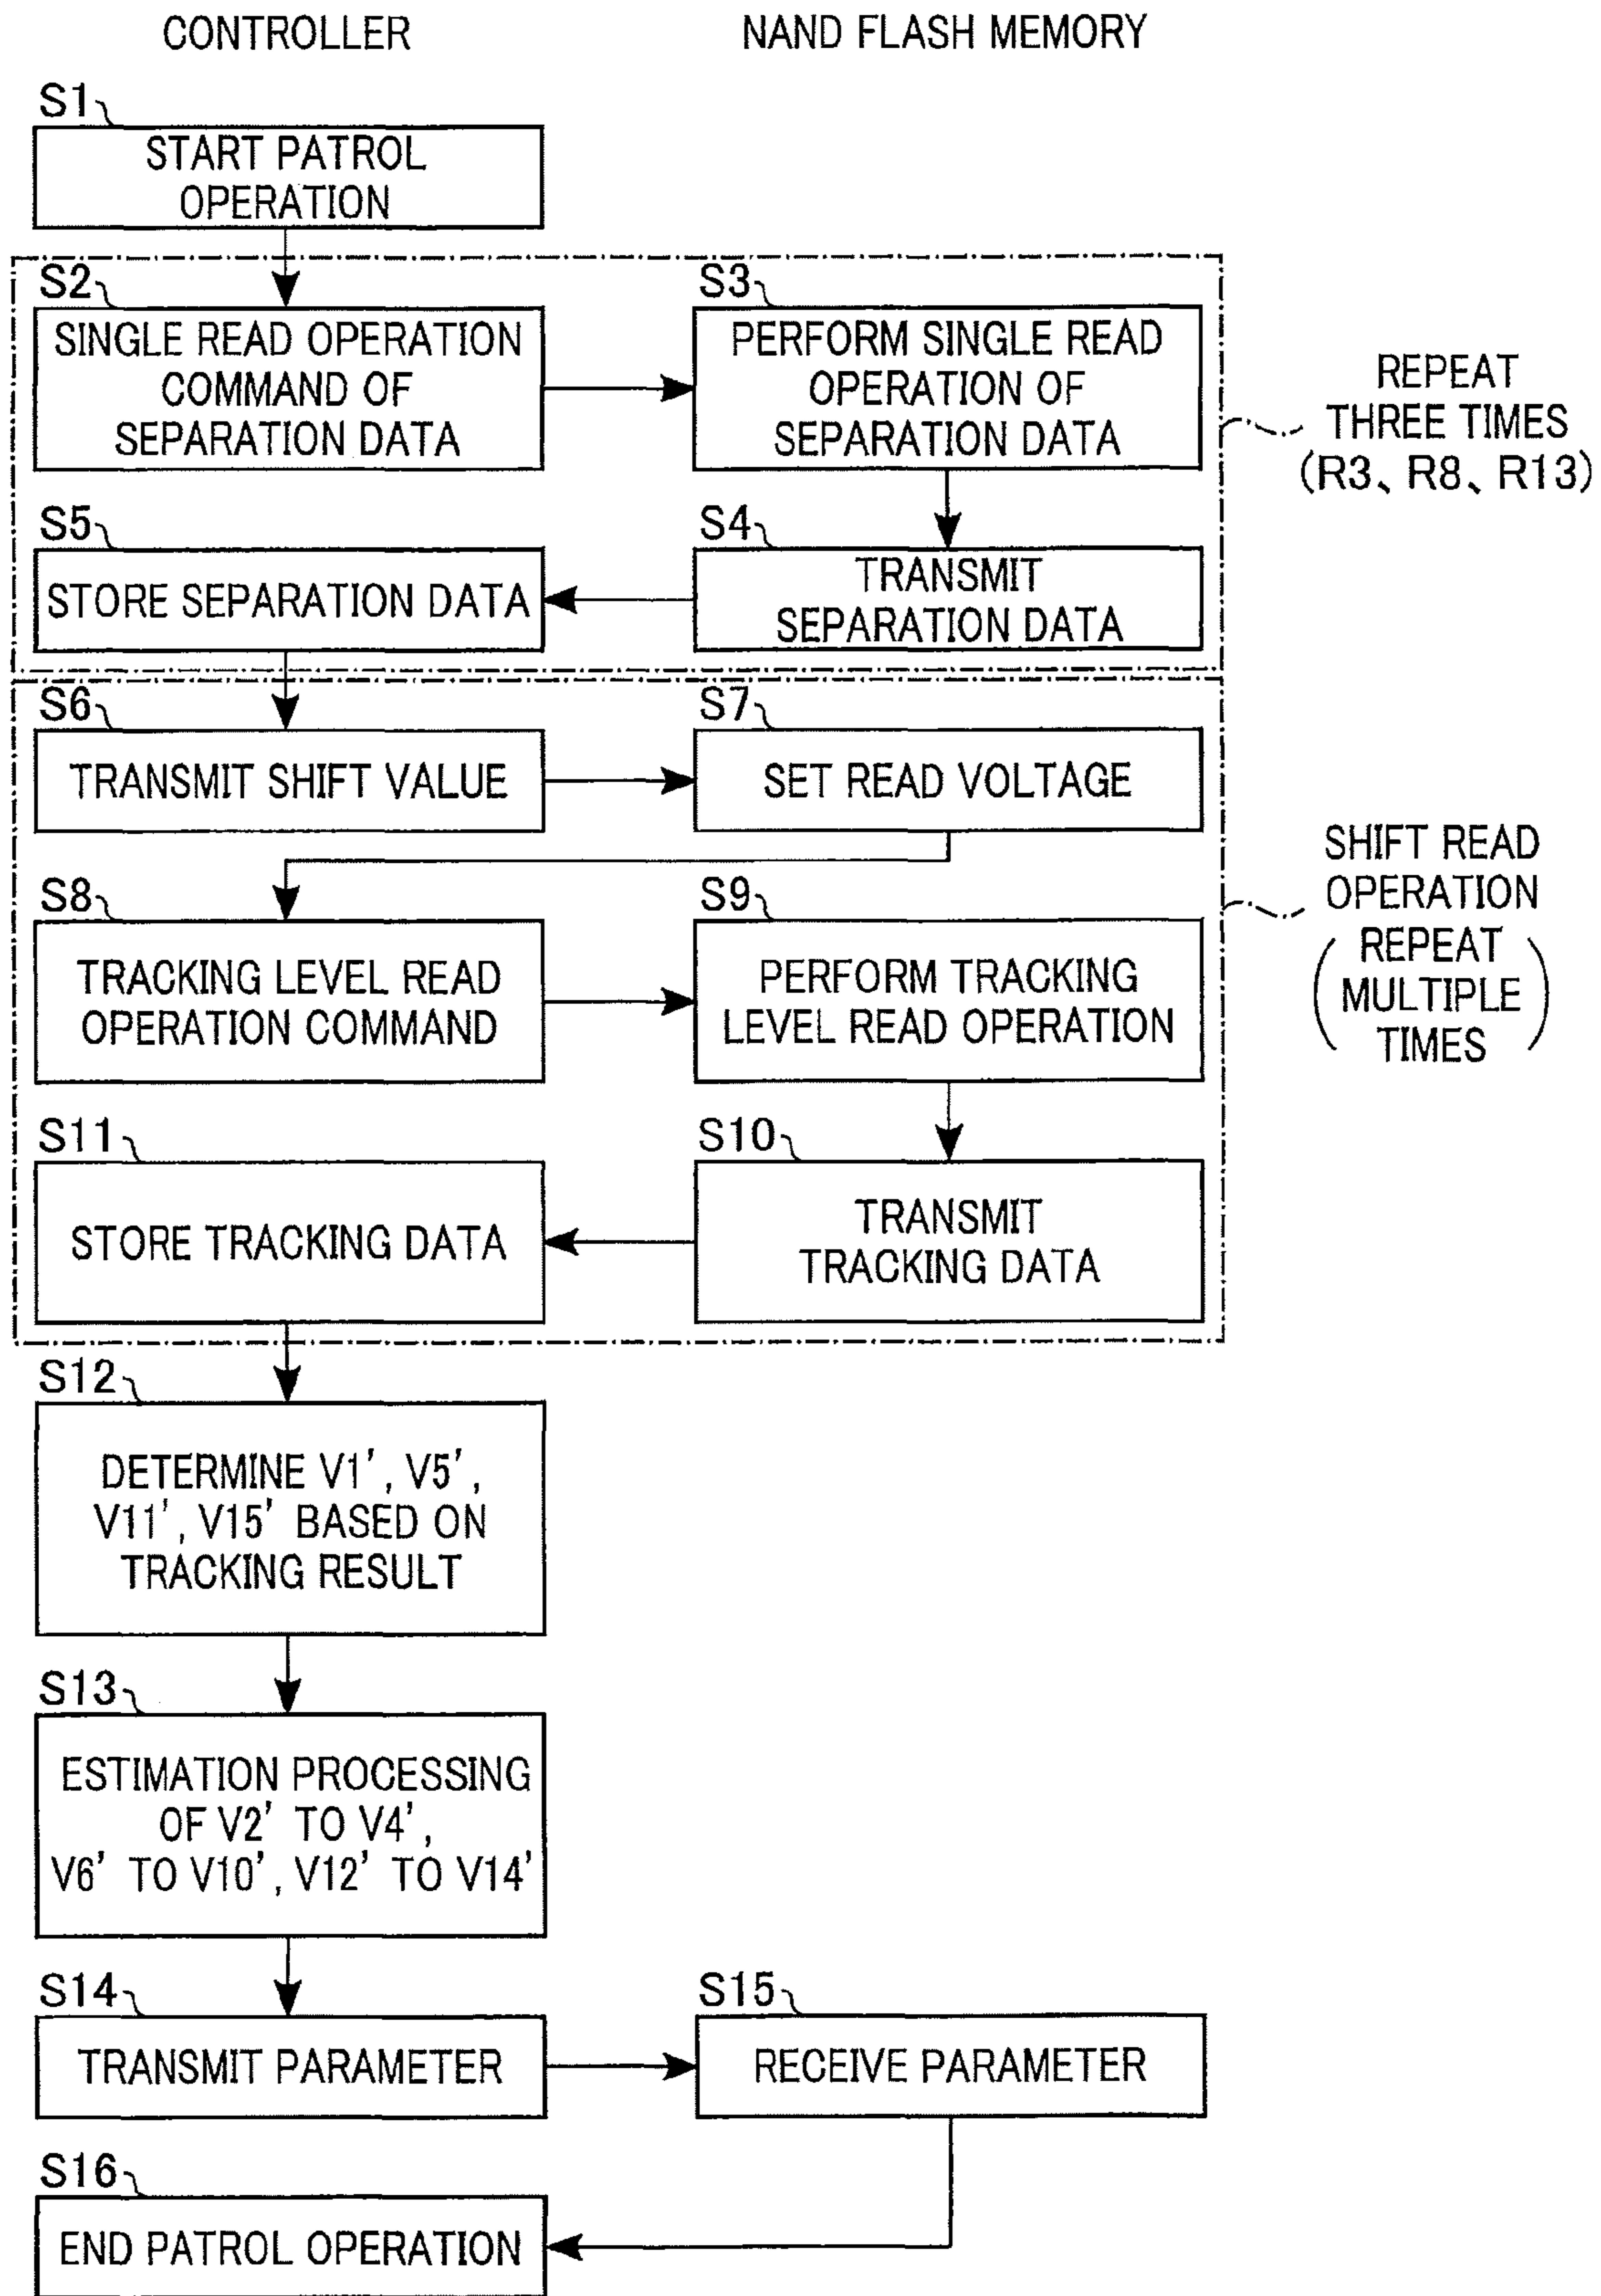 CONTROLLER
NAND FLASH MEMORY
S1
START PATROL
OPERATION
S2
SINGLE READ OPERATION
COMMAND OF
SEPARATION DATA
S3
PERFORM SINGLE READ
OPERATION OF
SEPARATION DATA
REPEAT
THREE TIMES
(R3、R8、R13)
S4
TRANSMIT
SEPARATION DATA
S5
STORE SEPARATION DATA
S6
TRANSMIT SHIFT VALUE
S7
SET READ VOLTAGE
S8
TRACKING LEVEL READ
OPERATION COMMAND
S9
PERFORM TRACKING
LEVEL READ OPERATION
SHIFT READ
OPERATION
(REPEAT
MULTIPLE
TIMES)
S10
TRANSMIT
TRACKING DATA
S11
STORE TRACKING DATA
S12
DETERMINE V1', V5',
V11', V15' BASED ON
TRACKING RESULT
S13
ESTIMATION PROCESSING
OF V2' TO V4',
V6' TO V10', V12' TO V14'
S14
TRANSMIT PARAMETER
S15
RECEIVE PARAMETER
S16
END PATROL OPERATION